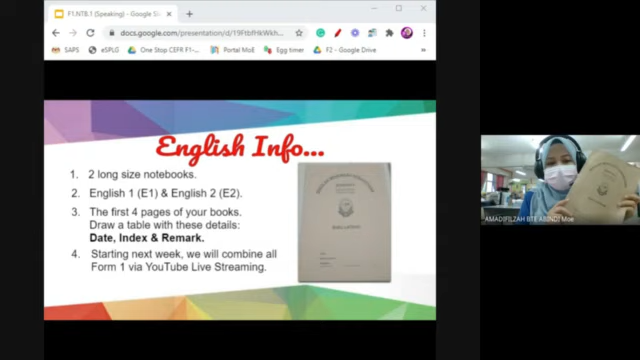 F1.NTB.1 (Speaking) - Google Sli
docs.google.com/presentation/d/19FtbfHkWkh...
SAPS
eSPLG
One Stop CEFR F1-...
Portal MoE
Egg timer
F2 - Google Drive
English Info...
1. 2 long size notebooks.
2. English 1 (E1) & English 2 (E2).
3. The first 4 pages of your books.
Draw a table with these details:
Date, Index & Remark.
4. Starting next week, we will combine all
Form 1 via YouTube Live Streaming.